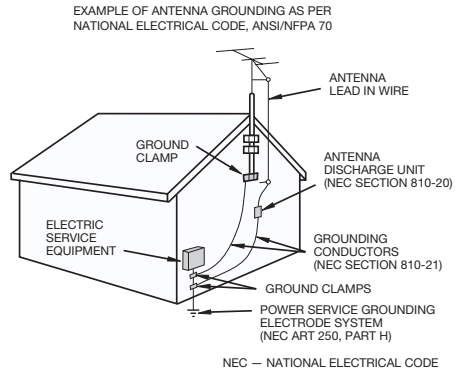 EXAMPLE OF ANTENNA GROUNDING AS PER
NATIONAL ELECTRICAL CODE, ANSI/NFPA 70
ANTENNA
LEAD IN WIRE
GROUND
CLAMP
ANTENNA
DISCHARGE UNIT
(NEC SECTION 810-20)
ELECTRIC
SERVICE
EQUIPMENT
GROUNDING
CONDUCTORS
(NEC SECTION 810-21)
GROUND CLAMPS
POWER SERVICE GROUNDING
ELECTRODE SYSTEM
(NEC ART 250, PART H)
NEC — NATIONAL ELECTRICAL CODE